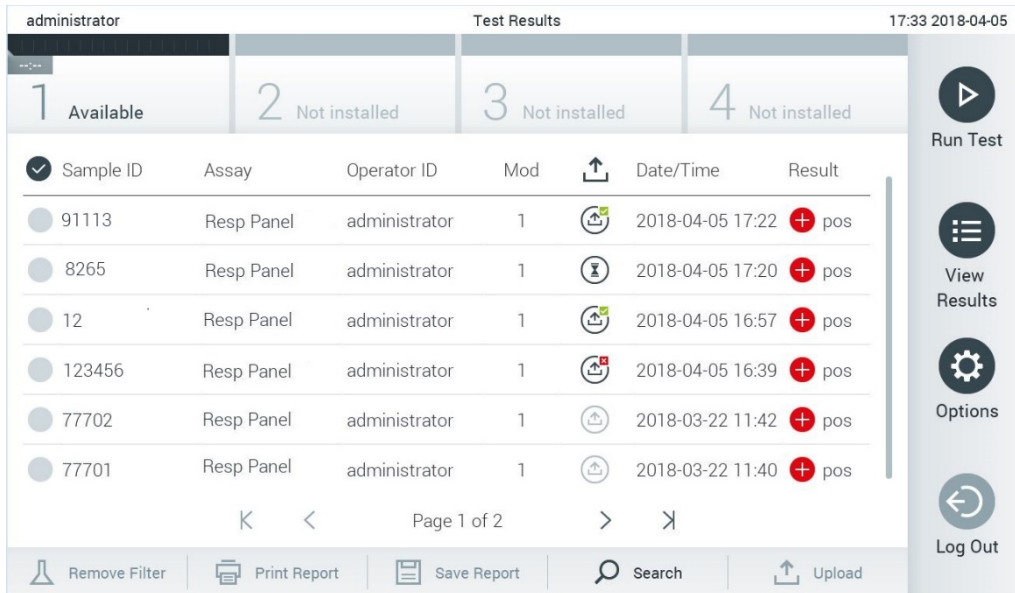 administrator Test Results 17:33 2018-04-05
--:--
1 Available 2 Not installed 3 Not installed 4 Not installed
Run Test
Sample ID Assay Operator ID Mod Date/Time Result
91113 Resp Panel administrator 1 2018-04-05 17:22 pos
8265 Resp Panel administrator 1 2018-04-05 17:20 pos
View
Results
12 Resp Panel administrator 1 2018-04-05 16:57 pos
123456 Resp Panel administrator 1 2018-04-05 16:39 pos
Options
77702 Resp Panel administrator 1 2018-03-22 11:42 pos
77701 Resp Panel administrator 1 2018-03-22 11:40 pos
Page 1 of 2
Log Out
Remove Filter Print Report Save Report Search Upload